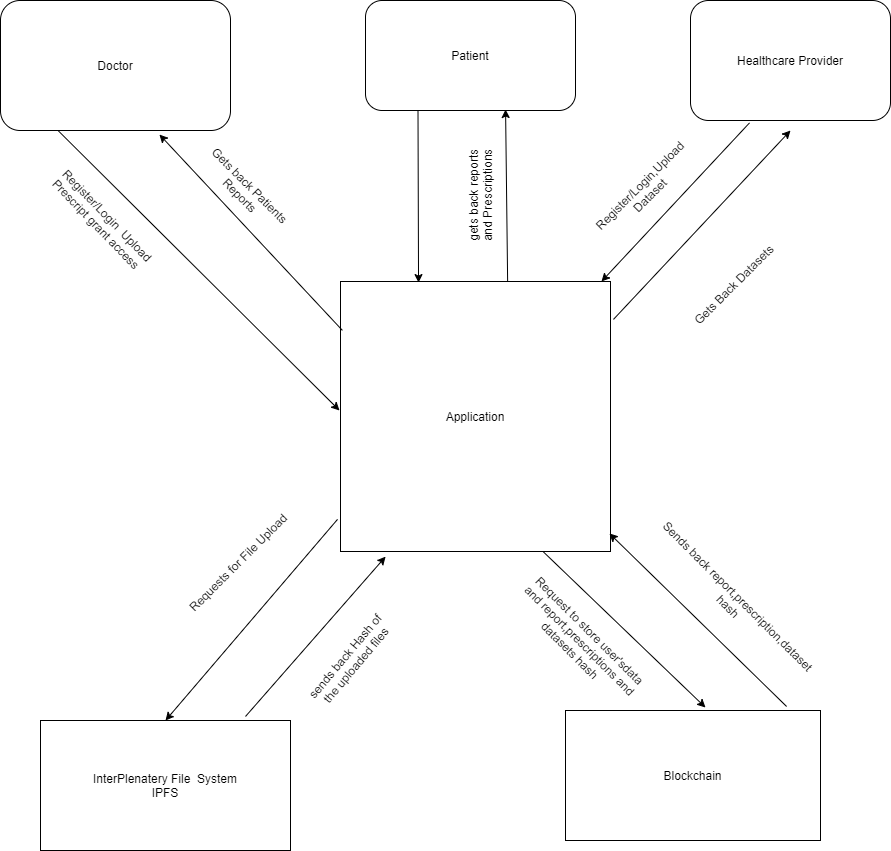 Doctor
Patient
Healthcare Provider
Register/Login Upload
Prescript grant access
Gets back Patients
Reports
gets back reports
and Prescriptions
Register/Login,Upload
Dataset
Gets Back Datasets
Application
Requests for File Upload
sends back Hash of
the uploaded files
Request to store user'sdata
and report,prescriptions and
datasets hash
Sends back report,prescription,dataset
hash
InterPlenatery File System
IPFS
Blockchain